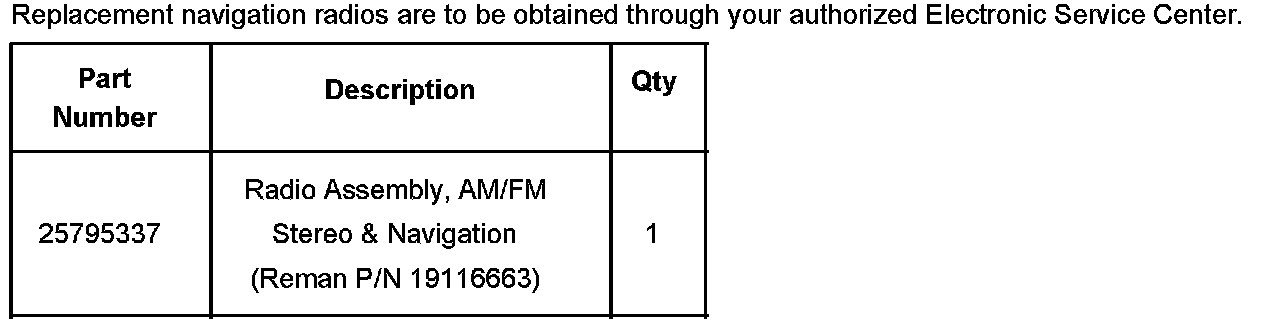 Replacement navigation radios are to be obtained through your authorized Electronic Service Center.
Part Number Description Qty
25795337 Radio Assembly, AM/FM Stereo & Navigation (Reman P/N 19116663) 1